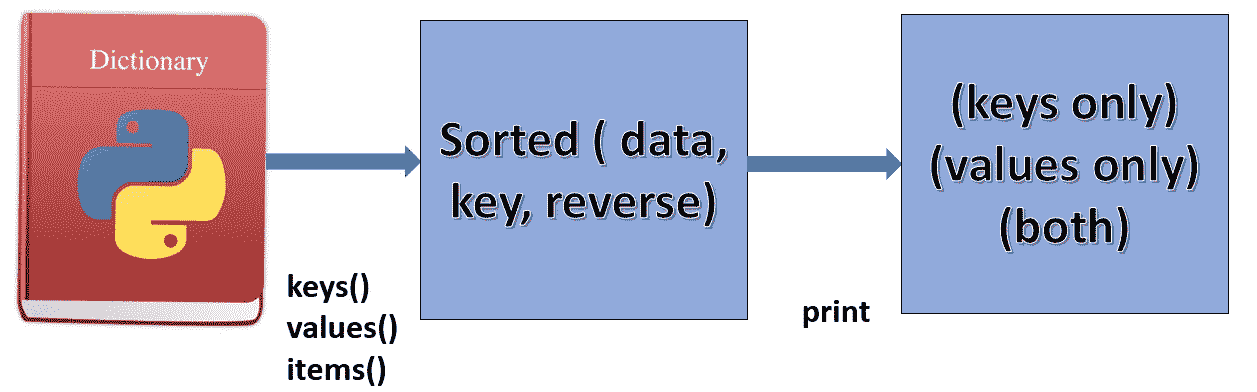 Dictionary
keys()
values()
items()
Sorted ( data,
key, reverse)
print
(keys only)
(values only)
(both)